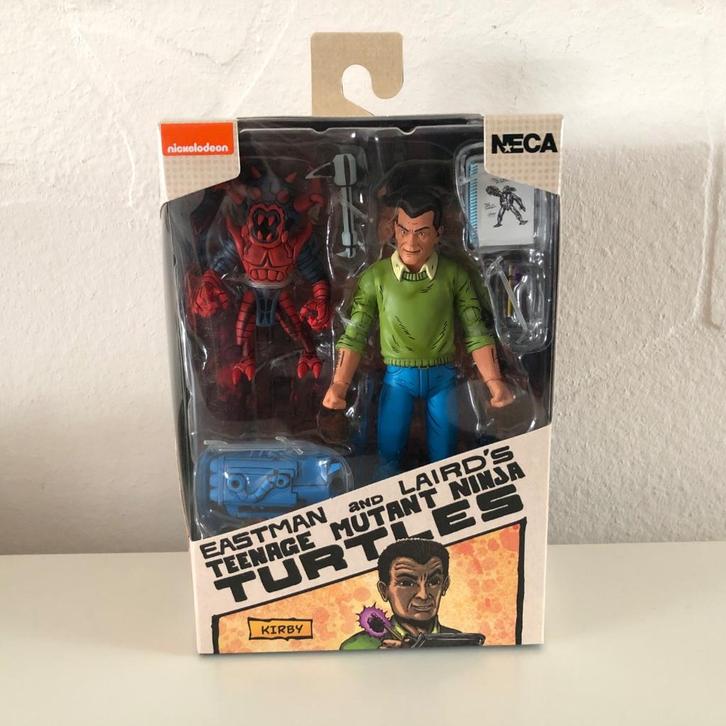 nickelodeon
NECA
EASTMAN AND LAIRD'S
TEENAGE MUTANT NINJA
TURTLES
KIRBY